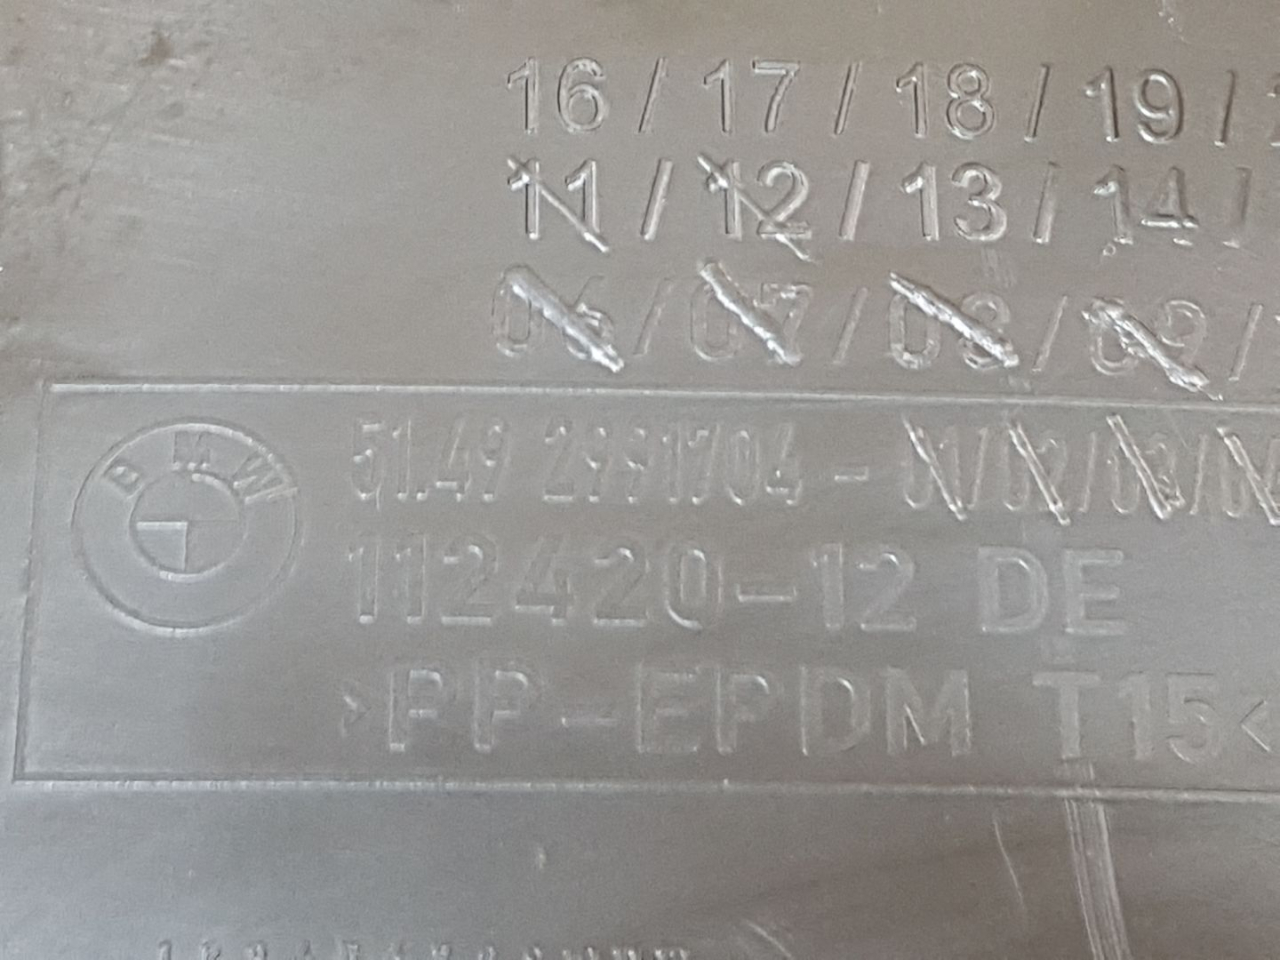 16 / 17 / 18 / 19 /
11 / 12 / 13 / 14 /
06 / 07 / 08 / 09 /
BMW
51.49 2991704 - 01/02/03/04
112420-12 DE
>PP-EPDM T15<